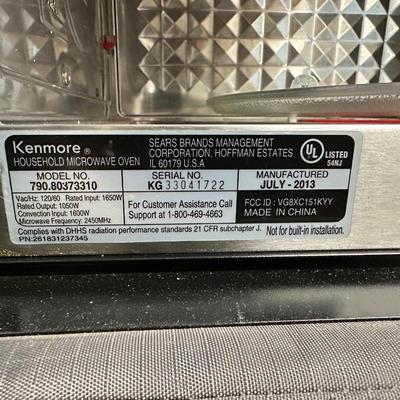 Kenmore ®
HOUSEHOLD MICROWAVE OVEN
SEARS BRANDS MANAGEMENT
CORPORATION, HOFFMAN ESTATES
IL 60179 U.S.A
UL
®
LISTED
54NJ
MODEL NO.
790.80373310
SERIAL NO.
KG 33041722
MANUFACTURED
JULY - 2013
Vac/Hz: 120/60 Rated Input: 1650W
Rated Output: 1050W
Convection Input: 1600W
Microwave Frequency: 2450MHz
For Customer Assistance Call
Support at 1-800-469-4663
FCC ID : VG8XC151KYY
MADE IN CHINA
Complies with DHHS radiation performance standards 21 CFR subchapter J.
Not for built-in installation.
PN:261831237345